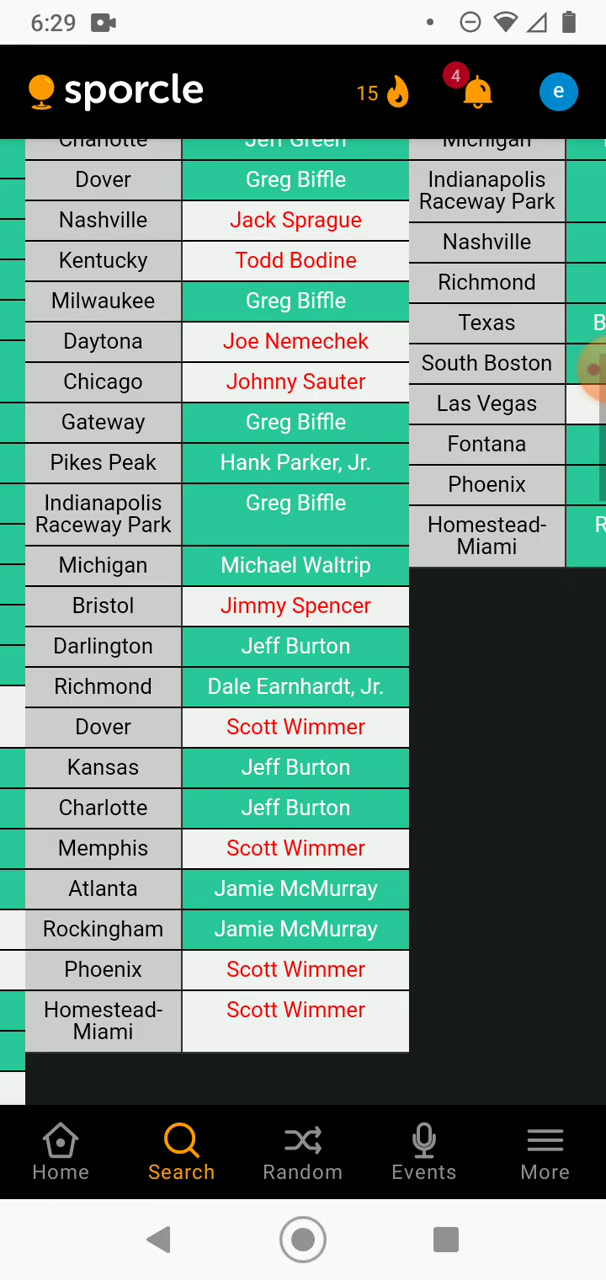 6:29
sporcle
15
4
e
Charlotte Jeff Green
Dover Greg Biffle
Nashville Jack Sprague
Kentucky Todd Bodine
Milwaukee Greg Biffle
Daytona Joe Nemechek
Chicago Johnny Sauter
Gateway Greg Biffle
Pikes Peak Hank Parker, Jr.
Indianapolis Greg Biffle
Raceway Park
Michigan Michael Waltrip
Bristol Jimmy Spencer
Darlington Jeff Burton
Richmond Dale Earnhardt, Jr.
Dover Scott Wimmer
Kansas Jeff Burton
Charlotte Jeff Burton
Memphis Scott Wimmer
Atlanta Jamie McMurray
Rockingham Jamie McMurray
Phoenix Scott Wimmer
Homestead- Scott Wimmer
Miami
Michigan
Indianapolis
Raceway Park
Nashville
Richmond
Texas B
South Boston
Las Vegas
Fontana
Phoenix
Homestead- R
Miami
Home Search Random Events More